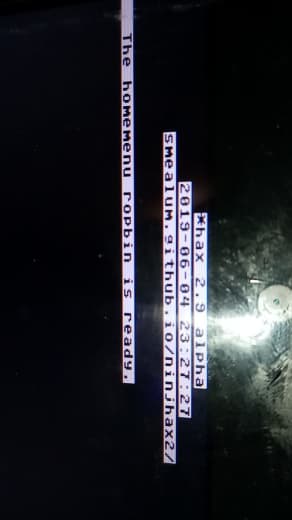 *hax 2.9 alpha
2019-06-04 23:27:27
smealum.github.io/ninjhax2/
The homemenu ropbin is ready.